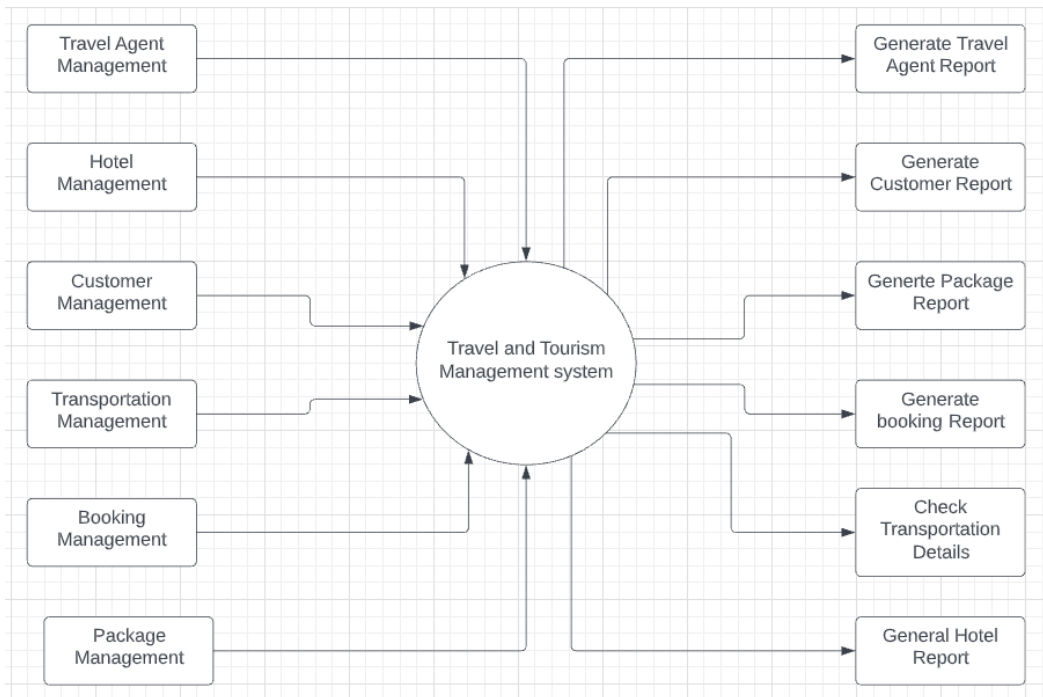 Travel Agent
Management
Hotel
Management
Customer
Management
Transportation
Management
Booking
Management
Package
Management
Travel and Tourism
Management system
Generate Travel
Agent Report
Generate
Customer Report
Generte Package
Report
Generate
booking Report
Check
Transportation
Details
General Hotel
Report